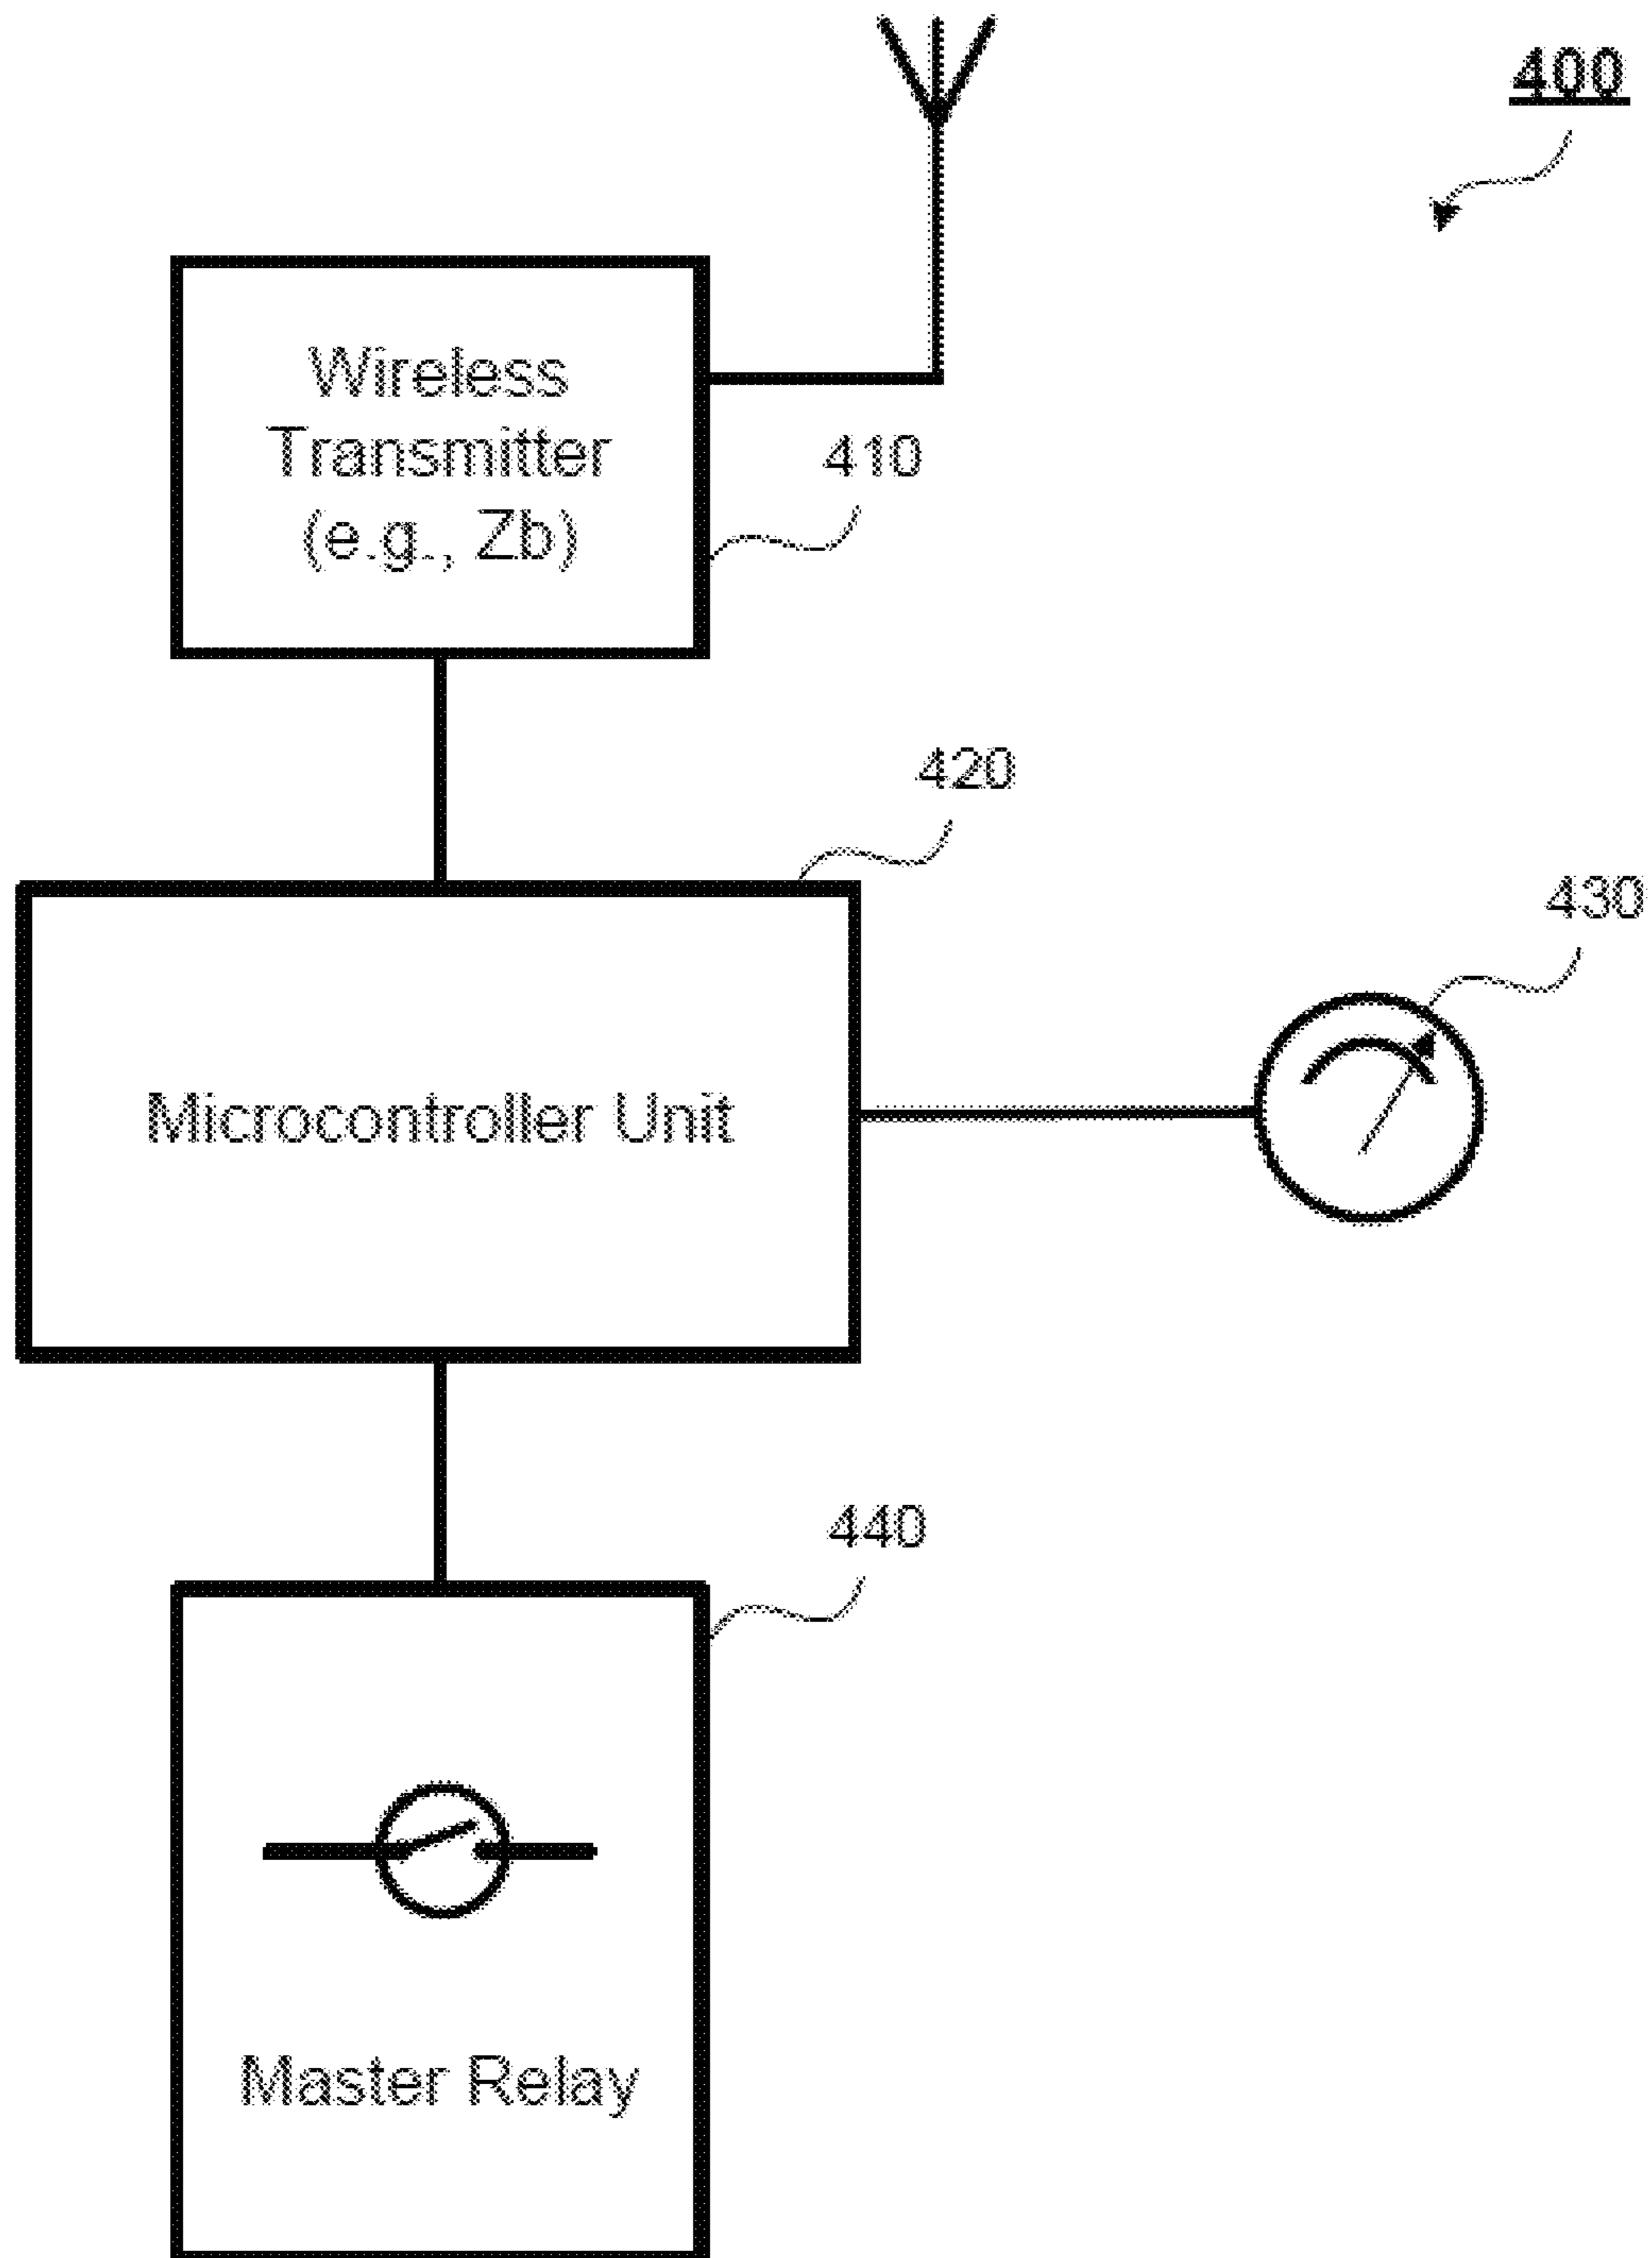 400
Wireless
Transmitter
(e.g., Zb)
410
420
430
Microcontroller Unit
440
Master Relay